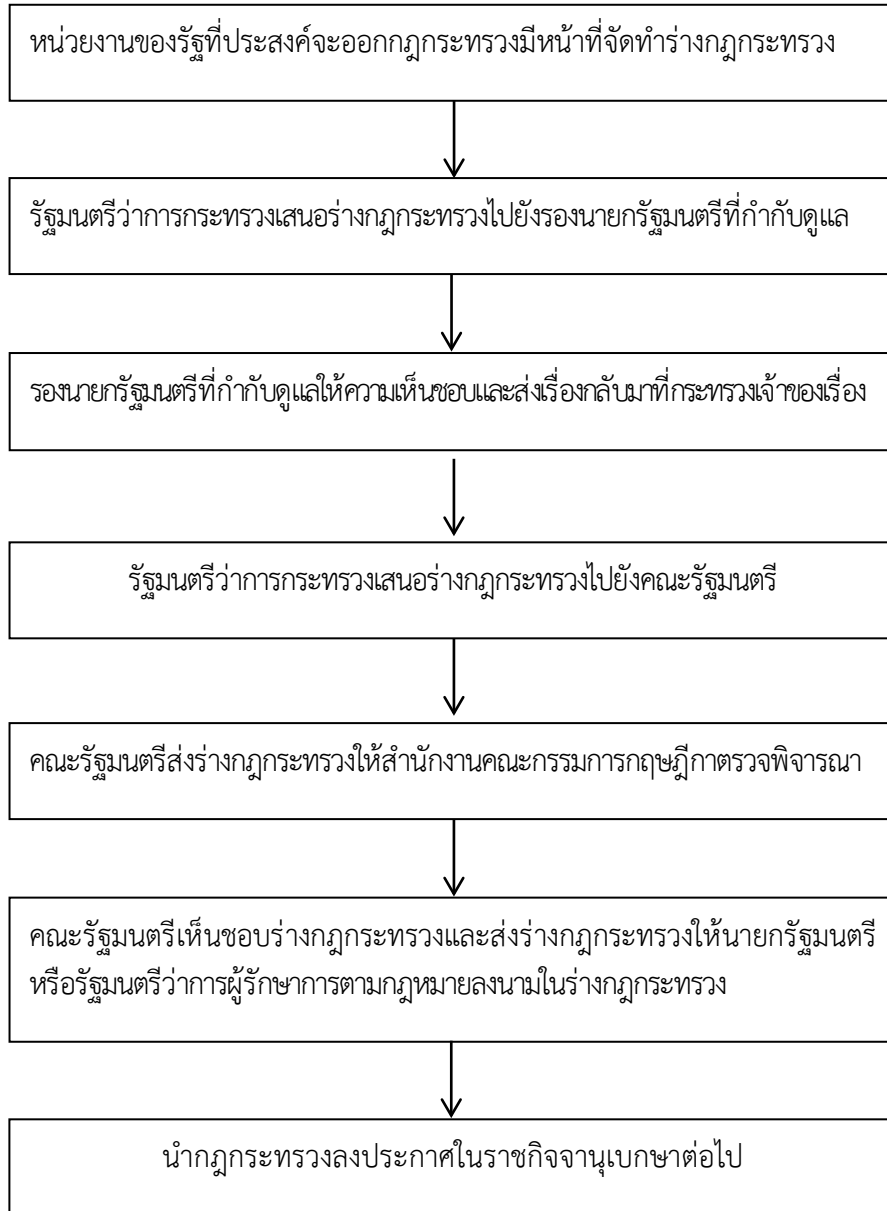 หน่วยงานของรัฐที่ประสงค์จะออกกฎกระทรวงมีหน้าที่จัดทำร่างกฎกระทรวง
รัฐมนตรีว่าการกระทรวงเสนอร่างกฎกระทรวงไปยังรองนายกรัฐมนตรีที่กำกับดูแล
รองนายกรัฐมนตรีที่กำกับดูแลให้ความเห็นชอบและส่งเรื่องกลับมาที่กระทรวงเจ้าของเรื่อง
รัฐมนตรีว่าการกระทรวงเสนอร่างกฎกระทรวงไปยังคณะรัฐมนตรี
คณะรัฐมนตรีส่งร่างกฎกระทรวงให้สำนักงานคณะกรรมการกฤษฎีกาตรวจพิจารณา
คณะรัฐมนตรีเห็นชอบร่างกฎกระทรวงและส่งร่างกฎกระทรวงให้นายกรัฐมนตรี
หรือรัฐมนตรีว่าการผู้รักษาการตามกฎหมายลงนามในร่างกฎกระทรวง
นำกฎกระทรวงลงประกาศในราชกิจจานุเบกษาต่อไป